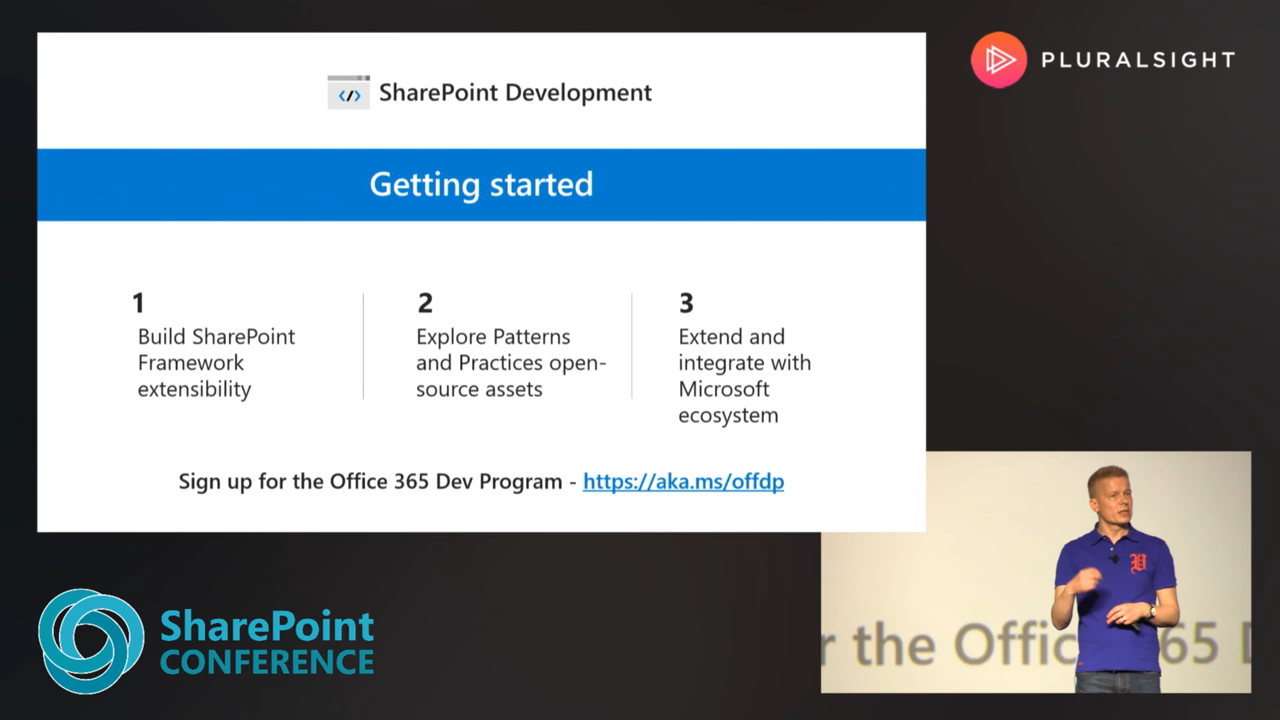 PLURALSIGHT
</> SharePoint Development
Getting started
1
Build SharePoint
Framework
extensibility
2
Explore Patterns
and Practices open-
source assets
3
Extend and
integrate with
Microsoft
ecosystem
Sign up for the Office 365 Dev Program - https://aka.ms/offdp
SharePoint
CONFERENCE
r the Offic 65 D